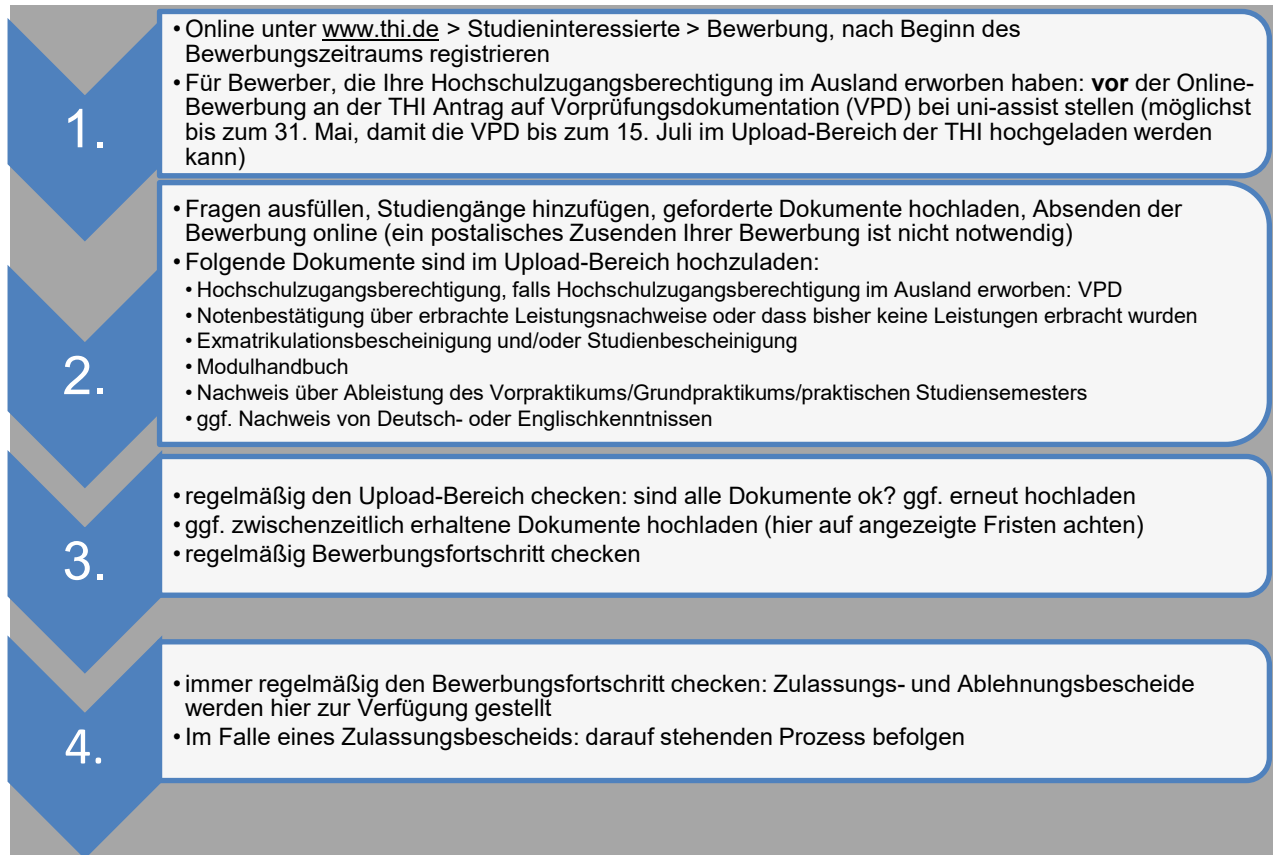 1.
• Online unter www.thi.de > Studieninteressierte > Bewerbung, nach Beginn des
Bewerbungszeitraums registrieren
• Für Bewerber, die Ihre Hochschulzugangsberechtigung im Ausland erworben haben: vor der Online-
Bewerbung an der THI Antrag auf Vorprüfungsdokumentation (VPD) bei uni-assist stellen (möglichst
bis zum 31. Mai, damit die VPD bis zum 15. Juli im Upload-Bereich der THI hochgeladen werden
kann)
2.
• Fragen ausfüllen, Studiengänge hinzufügen, geforderte Dokumente hochladen, Absenden der
Bewerbung online (ein postalisches Zusenden Ihrer Bewerbung ist nicht notwendig)
• Folgende Dokumente sind im Upload-Bereich hochzuladen:
• Hochschulzugangsberechtigung, falls Hochschulzugangsberechtigung im Ausland erworben: VPD
• Notenbestätigung über erbrachte Leistungsnachweise oder dass bisher keine Leistungen erbracht wurden
• Exmatrikulationsbescheinigung und/oder Studienbescheinigung
• Modulhandbuch
• Nachweis über Ableistung des Vorpraktikums/Grundpraktikums/praktischen Studiensemesters
• ggf. Nachweis von Deutsch- oder Englischkenntnissen
3.
• regelmäßig den Upload-Bereich checken: sind alle Dokumente ok? ggf. erneut hochladen
• ggf. zwischenzeitlich erhaltene Dokumente hochladen (hier auf angezeigte Fristen achten)
• regelmäßig Bewerbungsfortschritt checken
4.
• immer regelmäßig den Bewerbungsfortschritt checken: Zulassungs- und Ablehnungsbescheide
werden hier zur Verfügung gestellt
• Im Falle eines Zulassungsbescheids: darauf stehenden Prozess befolgen